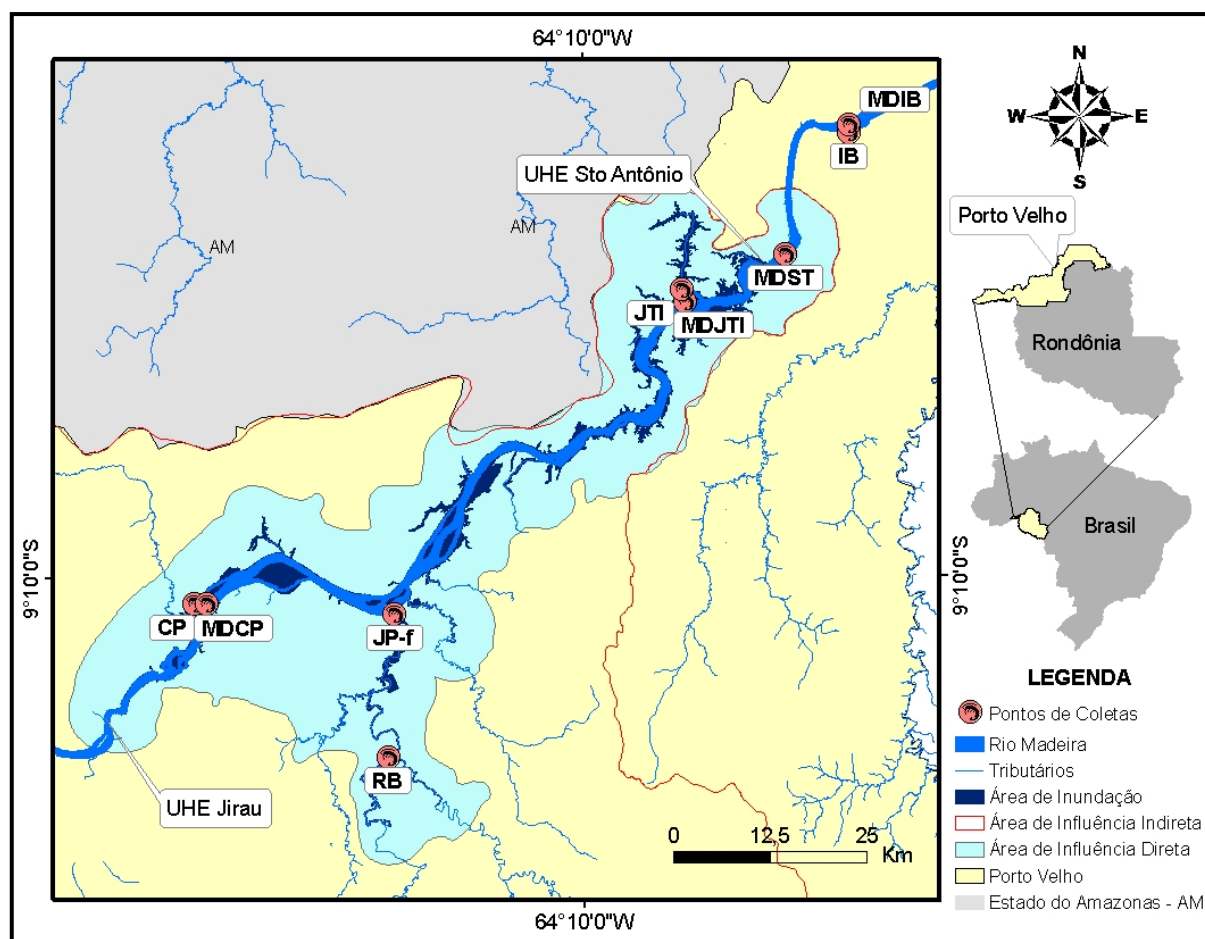 64°10'0"W
N
W
E
S
MDIB
IB
UHE Sto Antônio
Porto Velho
AM
AM
MDST
JTI
MDJTI
Rondônia
9°10'0"S
9°10'0"S
Brasil
CP
MDCP
JP-f
RB
UHE Jirau
0
12,5
25
Km
64°10'0"W
LEGENDA
Pontos de Coletas
Rio Madeira
Tributários
Área de Inundação
Área de Influência Indireta
Área de Influência Direta
Porto Velho
Estado do Amazonas - AM